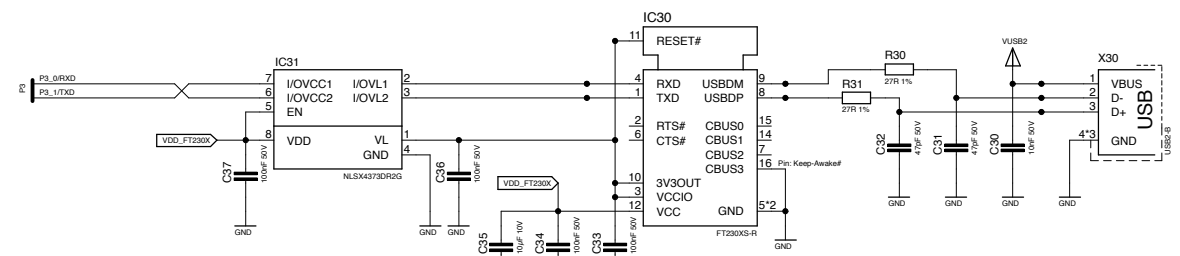 P3
P3_0/RXD
P3_1/TXD
IC31
7 I/OVCC1 I/OVL1 2
6 I/OVCC2 I/OVL2 3
5 EN
VDD_FT230X
8 VDD VL 1
GND 4
NLSX4373DR2G
C37
100nF 50V
GND
GND
C36
100nF 50V
GND
IC30
11 RESET#
4 RXD USBDM 9
1 TXD USBDP 8
2 RTS# CBUS0 15
6 CTS# CBUS1 14
CBUS2 7
CBUS3 16
Pin: Keep-Awake#
10 3V3OUT
3 VCCIO
12 VCC GND 5*2
FT230XS-R
VDD_FT230X
C35
10µF 10V
C34
100nF 50V
C33
100nF 50V
GND
R30
27R 1%
R31
27R 1%
C32
47pF 50V
GND
C31
47pF 50V
GND
VUSB2
C30
10nF 50V
GND
X30
1 VBUS
2 D-
3 D+
4*3 GND
USB
USB2-B
GND